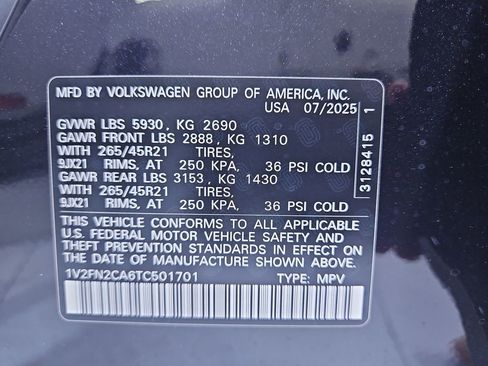 MFD BY VOLKSWAGEN GROUP OF AMERICA, INC.
USA 07/2025
GVWR LBS 5930, KG 2690
GAWR FRONT LBS 2888, KG 1310
WITH 265/45R21 TIRES,
9JX21 RIMS, AT 250 KPA, 36 PSI COLD
GAWR REAR LBS 3153, KG 1430
WITH 265/45R21 TIRES,
9JX21 RIMS, AT 250 KPA, 36 PSI COLD
THIS VEHICLE CONFORMS TO ALL APPLICABLE
U.S. FEDERAL MOTOR VEHICLE SAFETY AND
THEFT PREVENTION STANDARDS IN EFFECT ON THE
DATE OF MANUFACTURE SHOWN ABOVE.
1V2FN2CA6TC501701 TYPE: MPV
3128415 1